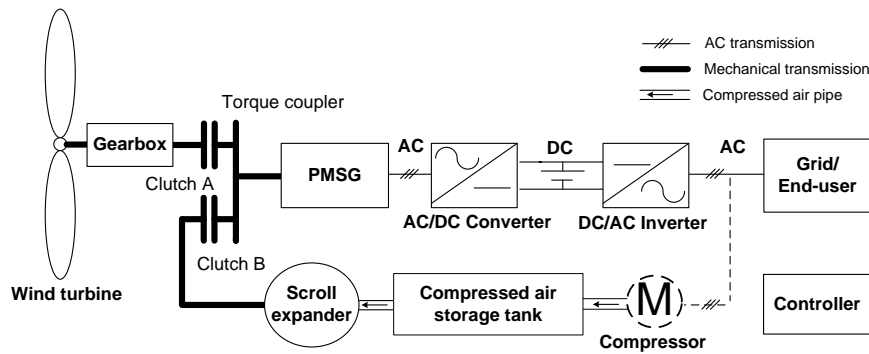 AC transmission
Mechanical transmission
Compressed air pipe
Torque coupler
Gearbox
Clutch A
PMSG
AC
DC
AC
Grid/
End-user
AC/DC Converter
DC/AC Inverter
Clutch B
Wind turbine
Scroll
expander
Compressed air
storage tank
M
Compressor
Controller